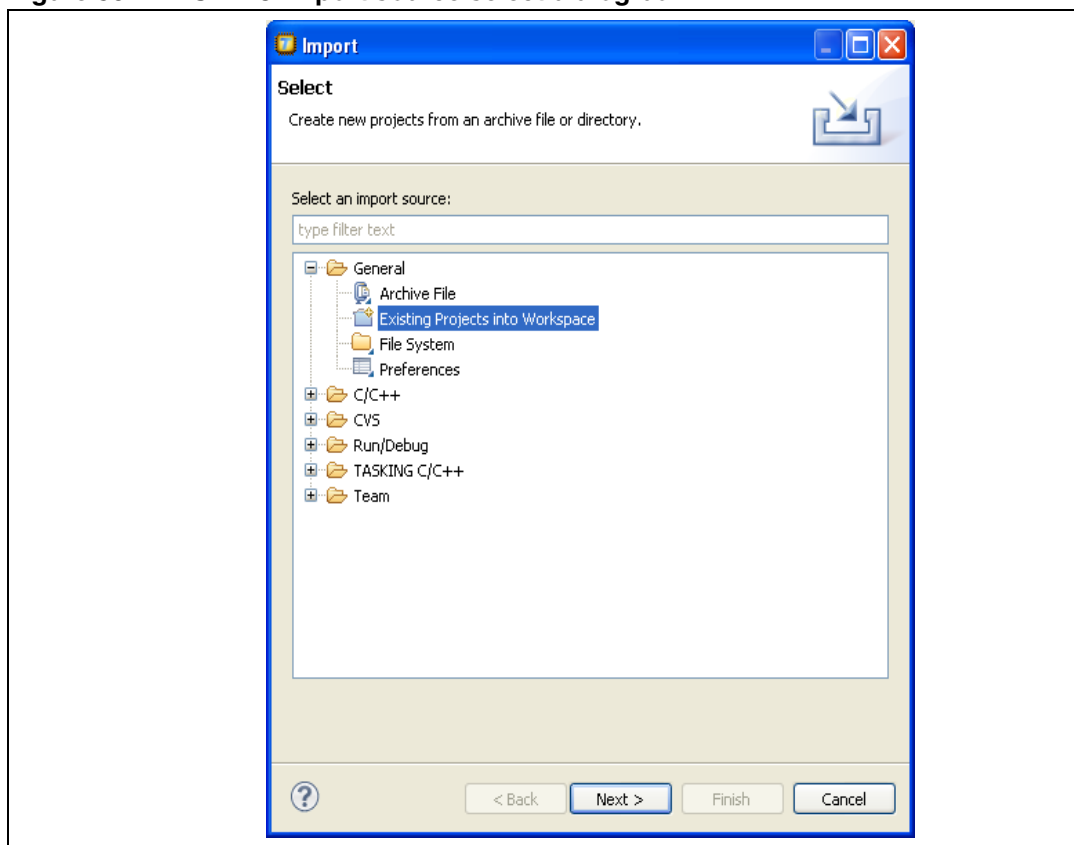 Import
Select
Create new projects from an archive file or directory.
Select an import source:
type filter text
General
Archive File
Existing Projects into Workspace
File System
Preferences
C/C++
CVS
Run/Debug
TASKING C/C++
Team
?
< Back Next > Finish Cancel